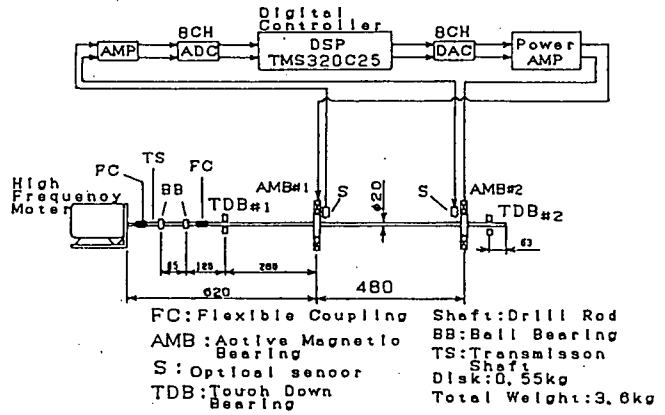 Digital
Controller
8CH
8CH
AMP
ADC
DSP
TMS320C25
DAC
Power
AMP
FC
TS
BB
FC
TDB#1
AMB#1
S
φ20
S
AMB#2
TDB#2
High
Frequency
Moter
125
280
63
620
480
FC:Flexible Coupling
AMB:Active Magnetic
Bearing
S:Optical sensor
TDB:Touch Down
Bearing
Shaft:Drill Rod
BB:Ball Bearing
TS:Transmisson
Shaft
Disk:0.55kg
Total Weight:3.6kg